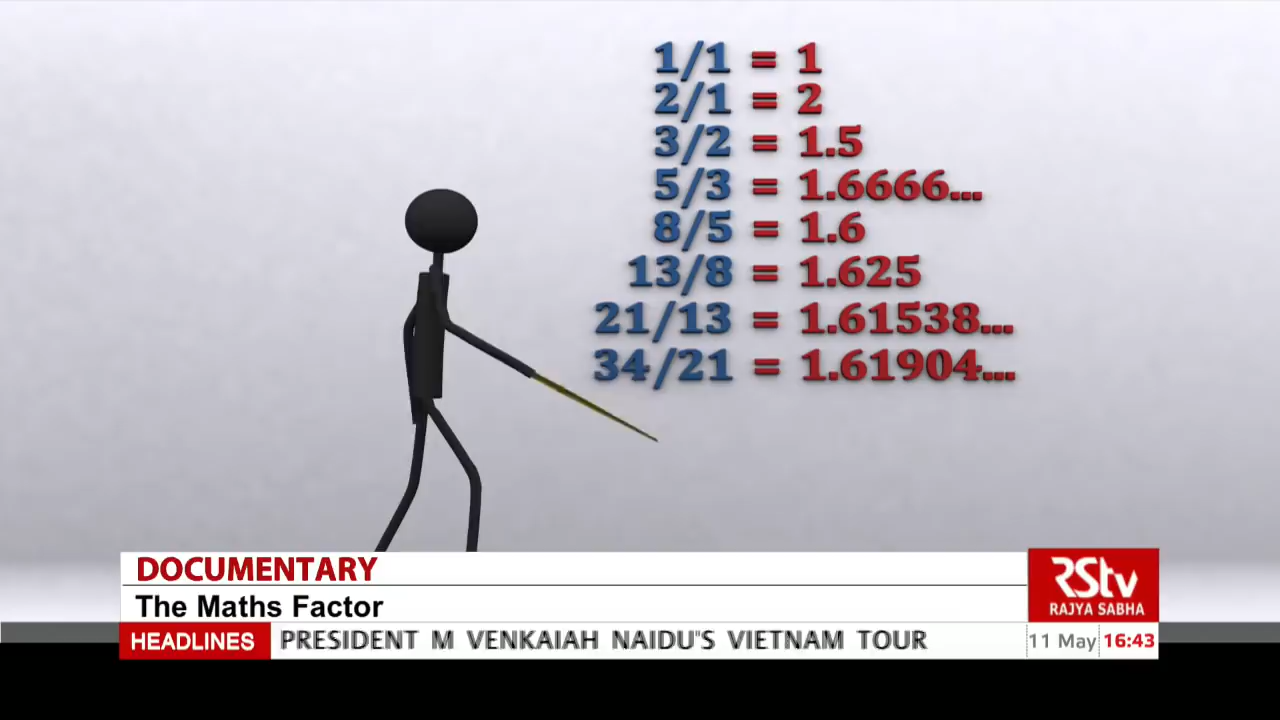 1/1 = 1
2/1 = 2
3/2 = 1.5
5/3 = 1.6666...
8/5 = 1.6
13/8 = 1.625
21/13 = 1.61538...
34/21 = 1.61904...
DOCUMENTARY
The Maths Factor
RStv
RAJYA SABHA
HEADLINES PRESIDENT M VENKAIAH NAIDU"S VIETNAM TOUR 11 May 16:43